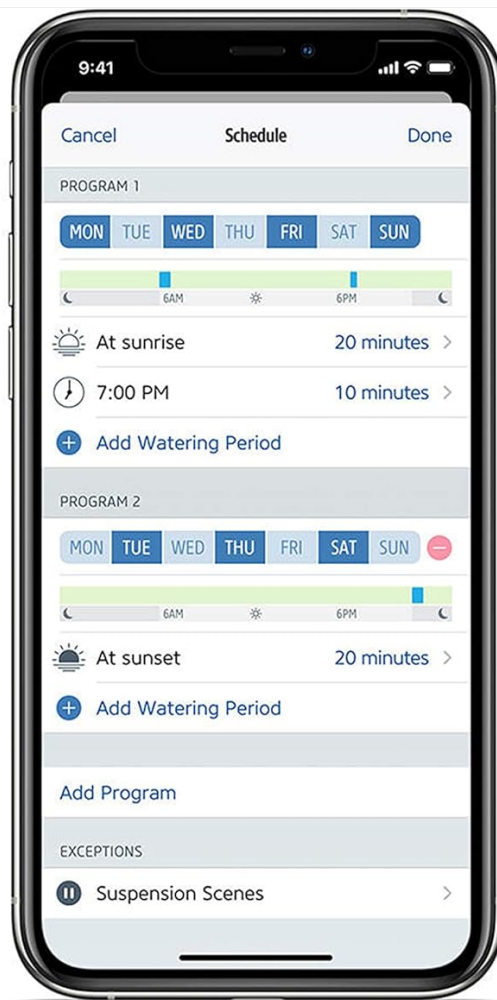 9:41
Cancel Schedule Done
PROGRAM 1
MON TUE WED THU FRI SAT SUN
6AM 6PM
At sunrise 20 minutes
7:00 PM 10 minutes
Add Watering Period
PROGRAM 2
MON TUE WED THU FRI SAT SUN
6AM 6PM
At sunset 20 minutes
Add Watering Period
Add Program
EXCEPTIONS
Suspension Scenes